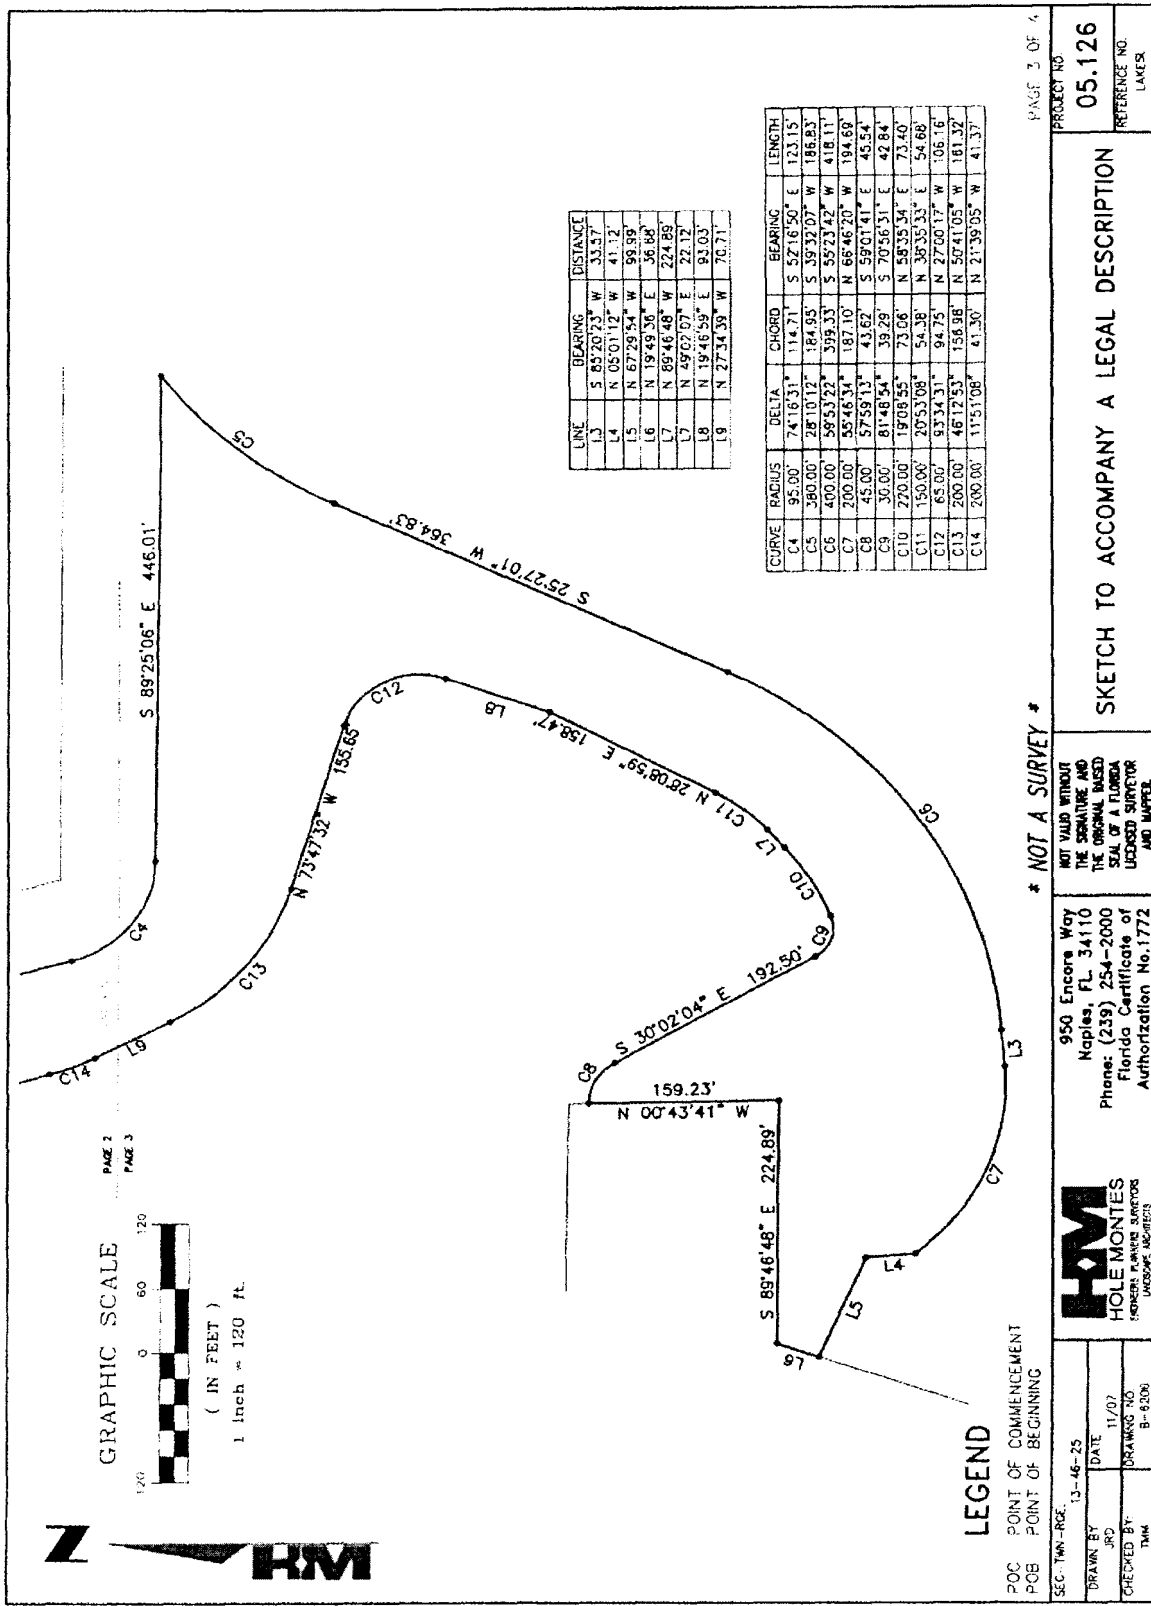 Z
HM
GRAPHIC SCALE
120 0 60 120
( IN FEET )
1 inch = 120 ft.
PAGE 2
PAGE 3
C14
L9
C13
C4
N 73°47'32" W 155.65'
S 89°25'06" E 446.01'
C12
C5
L8
158.47'
N 28°08'59" E
S 25°27'01" W 364.83'
C11
L7
C10
C9
C8
S 30°02'04" E 192.50'
159.23'
N 00°43'41" W
S 89°46'48" E 224.89'
L6
L5
L4
C7
L3
C6
LINE BEARING DISTANCE
L3 S 85°20'23" W 33.57'
L4 N 05°01'12" W 41.12'
L5 N 67°29'54" W 99.99'
L6 N 19°49'36" E 36.68'
L7 N 89°46'48" W 224.89'
L7 N 49°02'07" E 22.12'
L8 N 19°46'59" E 93.03'
L9 N 27°34'39" W 70.71'
CURVE RADIUS DELTA CHORD BEARING LENGTH
C4 95.00' 74°16'31" 114.71' S 52°16'50" E 123.15'
C5 380.00' 28°10'12" 184.95' S 39°32'07" W 186.83'
C6 400.00' 59°53'22" 399.33' S 55°23'42" W 418.11'
C7 200.00' 55°46'34" 187.10' N 66°46'20" W 194.69'
C8 45.00' 57°59'13" 43.62' S 59°01'41" E 45.54'
C9 30.00' 81°48'54" 39.29' S 70°56'31" E 42.84'
C10 220.00' 19°06'55" 73.06' N 58°35'34" E 73.40'
C11 150.00' 20°53'08" 54.38' N 38°35'33" E 54.68'
C12 65.00' 93°34'31" 94.75' N 27°00'17" W 106.16'
C13 200.00' 46°12'53" 156.98' N 50°41'05" W 161.32'
C14 200.00' 11°51'08" 41.30' N 21°39'05" W 41.37'
LEGEND
POC POINT OF COMMENCEMENT
POB POINT OF BEGINNING
* NOT A SURVEY *
PAGE 3 OF 4
SEC-TWN-RGE.
13-46-25
DRAWN BY
JRD
DATE
11/07
CHECKED BY:
TMM
DRAWING NO.
B-6206
HM
HOLE MONTES
ENGINEERS PLANNERS SURVEYORS
LANDSCAPE ARCHITECTS
950 Encore Way
Naples, FL. 34110
Phone: (239) 254-2000
Florida Certificate of
Authorization No.1772
NOT VALID WITHOUT
THE SIGNATURE AND
THE ORIGINAL RAISED
SEAL OF A FLORIDA
LICENSED SURVEYOR
AND MAPPER.
SKETCH TO ACCOMPANY A LEGAL DESCRIPTION
PROJECT NO.
05.126
REFERENCE NO.